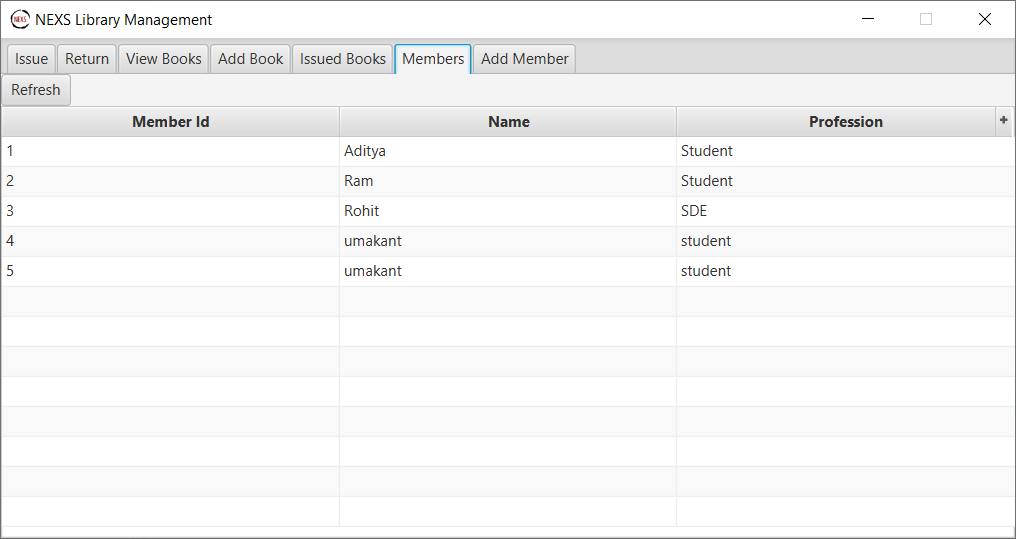 NEXS NEXS Library Management
Issue Return View Books Add Book Issued Books Members Add Member
Refresh
Member Id Name Profession +
1 Aditya Student
2 Ram Student
3 Rohit SDE
4 umakant student
5 umakant student